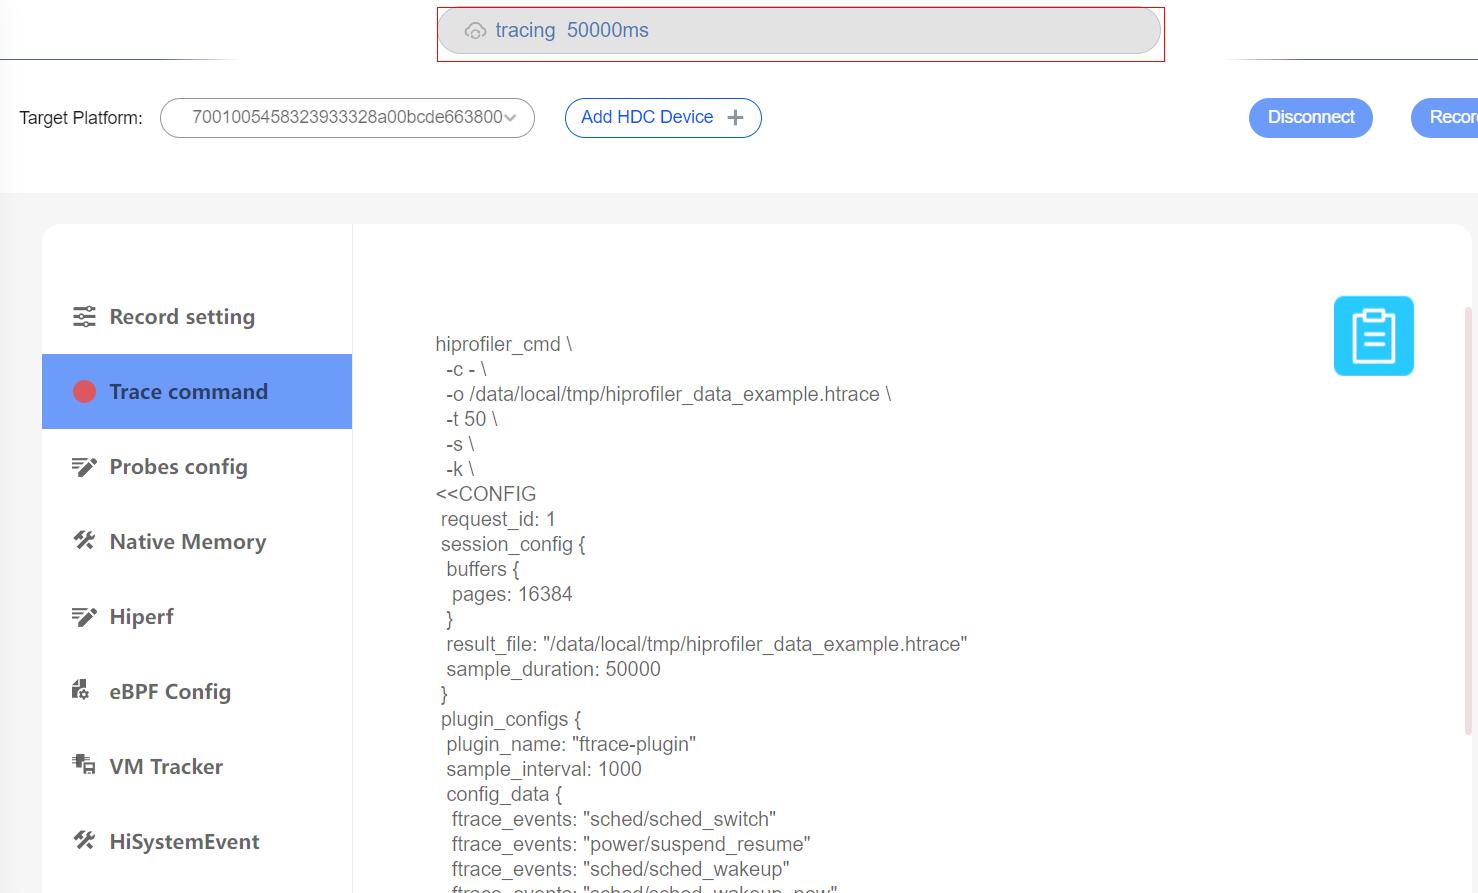 tracing 50000ms
Target Platform: 7001005458323933328a00bcde663800 Add HDC Device + Disconnect Recor
Record setting
Trace command
Probes config
Native Memory
Hiperf
eBPF Config
VM Tracker
HiSystemEvent
hiprofiler_cmd \
-c - \
-o /data/local/tmp/hiprofiler_data_example.htrace \
-t 50 \
-s \
-k \
<<CONFIG
request_id: 1
session_config {
buffers {
pages: 16384
}
result_file: "/data/local/tmp/hiprofiler_data_example.htrace"
sample_duration: 50000
}
plugin_configs {
plugin_name: "ftrace-plugin"
sample_interval: 1000
config_data {
ftrace_events: "sched/sched_switch"
ftrace_events: "power/suspend_resume"
ftrace_events: "sched/sched_wakeup"
ftrace_events: "sched/sched_wakeup_new"